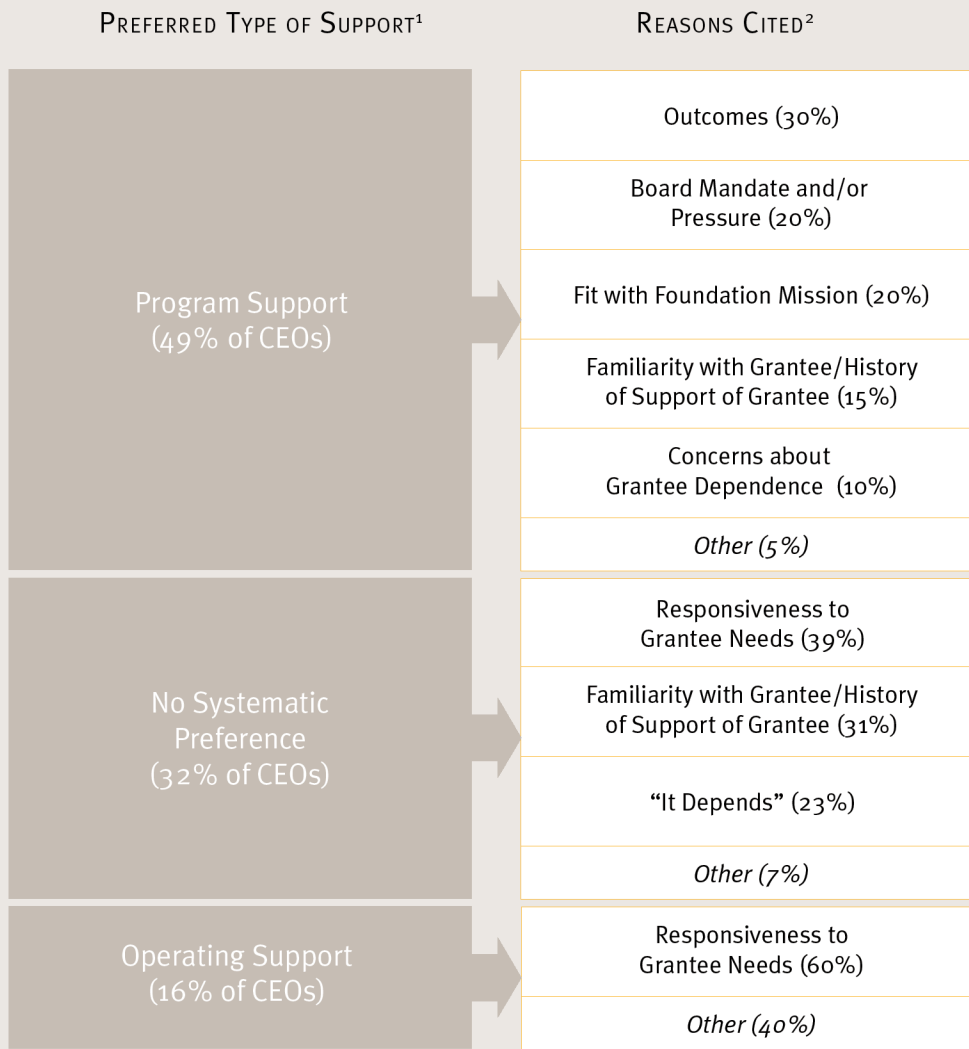 PREFERRED TYPE OF SUPPORT¹
REASONS CITED²
Program Support
(49% of CEOs)
Outcomes (30%)
Board Mandate and/or
Pressure (20%)
Fit with Foundation Mission (20%)
Familiarity with Grantee/History
of Support of Grantee (15%)
Concerns about
Grantee Dependence (10%)
Other (5%)
No Systematic
Preference
(32% of CEOs)
Responsiveness to
Grantee Needs (39%)
Familiarity with Grantee/History
of Support of Grantee (31%)
“It Depends” (23%)
Other (7%)
Operating Support
(16% of CEOs)
Responsiveness to
Grantee Needs (60%)
Other (40%)